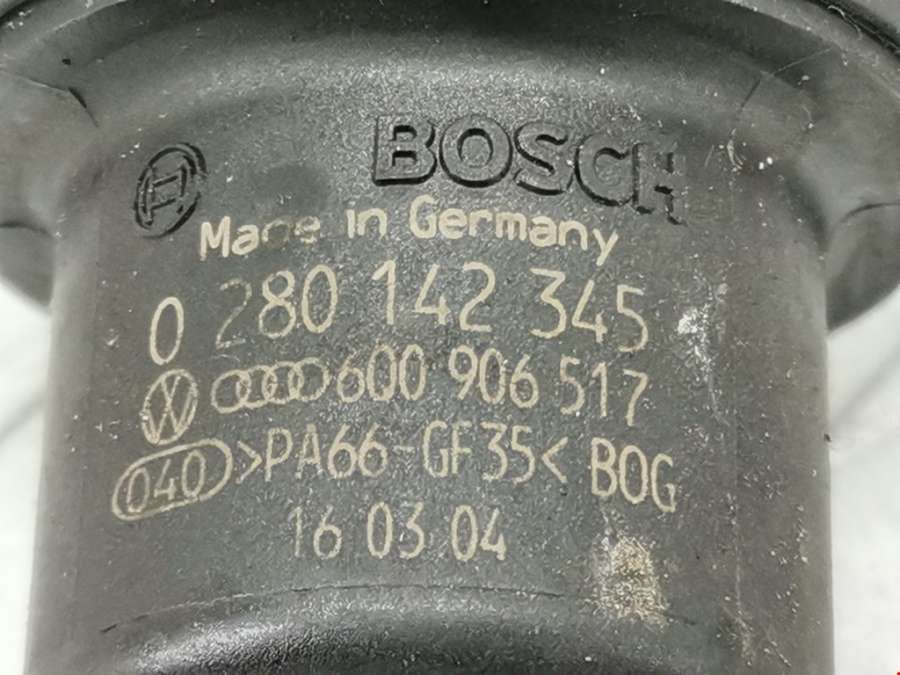 BOSCH
Made in Germany
0 280 142 345
600 906 517
040 >PA66-GF35< BOG
16 03 04